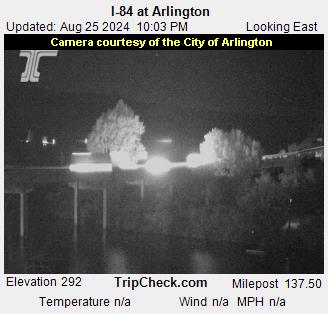 I-84 at Arlington
Updated: Aug 25 2024 10:03 PM Looking East
Camera courtesy of the City of Arlington
Elevation 292 TripCheck.com Milepost 137.50
Temperature n/a Wind n/a MPH n/a